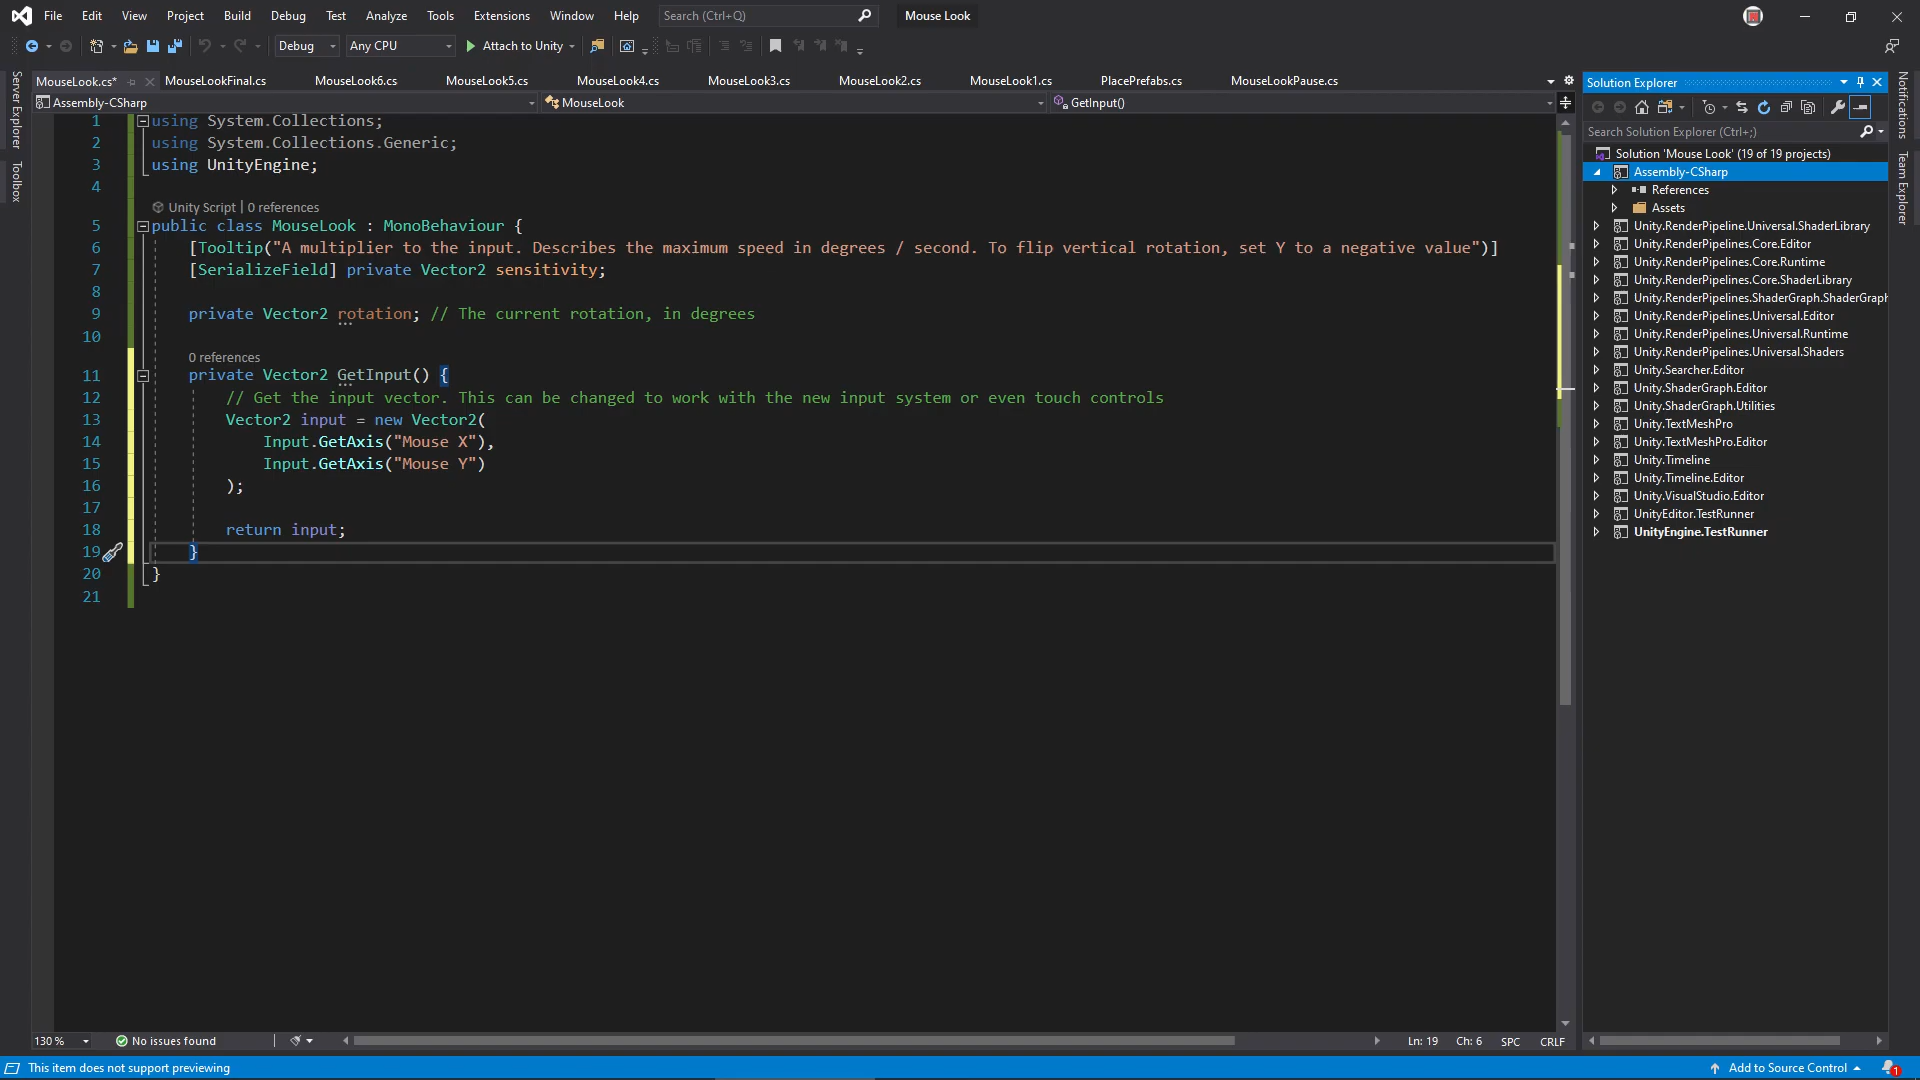 File Edit View Project Build Debug Test Analyze Tools Extensions Window Help Search (Ctrl+Q) Mouse Look
Debug Any CPU Attach to Unity
MouseLook.cs* MouseLookFinal.cs MouseLook6.cs MouseLook5.cs MouseLook4.cs MouseLook3.cs MouseLook2.cs MouseLook1.cs PlacePrefabs.cs MouseLookPause.cs
Assembly-CSharp MouseLook GetInput()
Server Explorer
Toolbox
1 using System.Collections;
2 using System.Collections.Generic;
3 using UnityEngine;
4
Unity Script | 0 references
5 public class MouseLook : MonoBehaviour {
6 [Tooltip("A multiplier to the input. Describes the maximum speed in degrees / second. To flip vertical rotation, set Y to a negative value")]
7 [SerializeField] private Vector2 sensitivity;
8
9 private Vector2 rotation; // The current rotation, in degrees
10
0 references
11 private Vector2 GetInput() {
12 // Get the input vector. This can be changed to work with the new input system or even touch controls
13 Vector2 input = new Vector2(
14 Input.GetAxis("Mouse X"),
15 Input.GetAxis("Mouse Y")
16 );
17
18 return input;
19 }
20 }
21
Solution Explorer
Search Solution Explorer (Ctrl+;)
Solution 'Mouse Look' (19 of 19 projects)
Assembly-CSharp
References
Assets
Unity.RenderPipeline.Universal.ShaderLibrary
Unity.RenderPipelines.Core.Editor
Unity.RenderPipelines.Core.Runtime
Unity.RenderPipelines.Core.ShaderLibrary
Unity.RenderPipelines.ShaderGraph.ShaderGraph
Unity.RenderPipelines.Universal.Editor
Unity.RenderPipelines.Universal.Runtime
Unity.RenderPipelines.Universal.Shaders
Unity.Searcher.Editor
Unity.ShaderGraph.Editor
Unity.ShaderGraph.Utilities
Unity.TextMeshPro
Unity.TextMeshPro.Editor
Unity.Timeline
Unity.Timeline.Editor
Unity.VisualStudio.Editor
UnityEditor.TestRunner
UnityEngine.TestRunner
Notifications
Team Explorer
130 % No issues found Ln: 19 Ch: 6 SPC CRLF
This item does not support previewing Add to Source Control 1